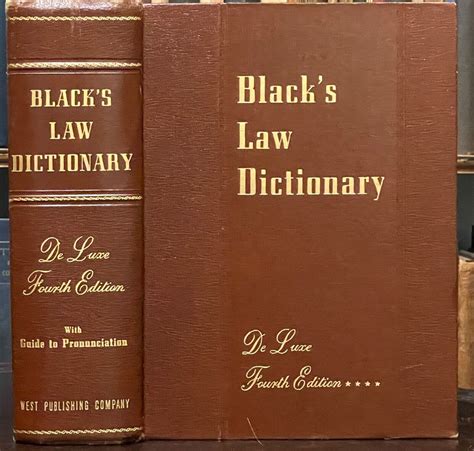 BLACK'S
LAW
DICTIONARY
De Luxe
Fourth Edition
With
Guide to Pronunciation
WEST PUBLISHING COMPANY
Black's
Law
Dictionary
De Luxe
Fourth Edition ★★★★